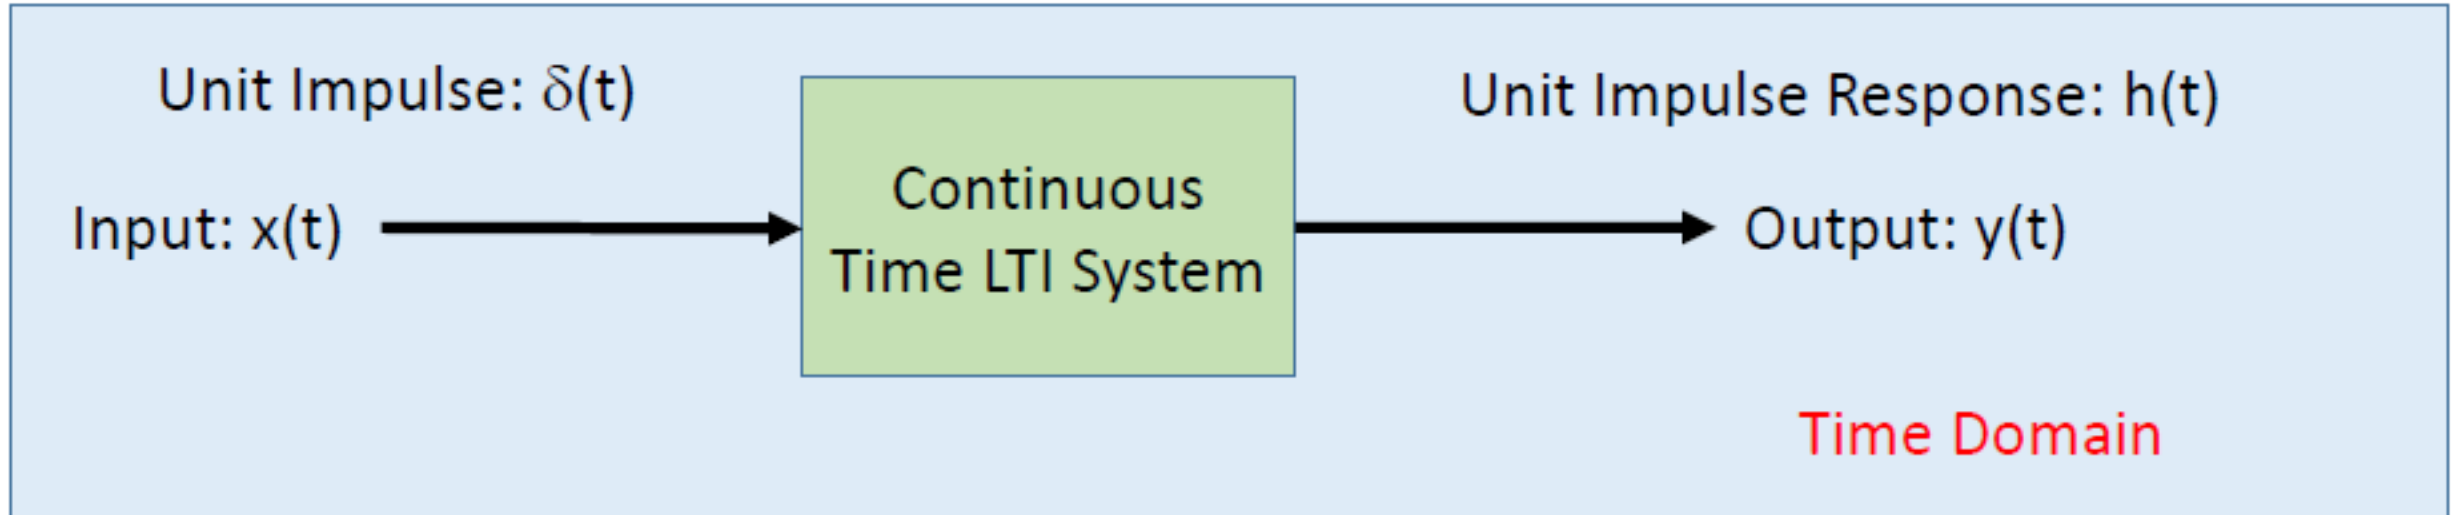 Unit Impulse: δ(t)
Unit Impulse Response: h(t)
Input: x(t)
Continuous
Time LTI System
Output: y(t)
Time Domain